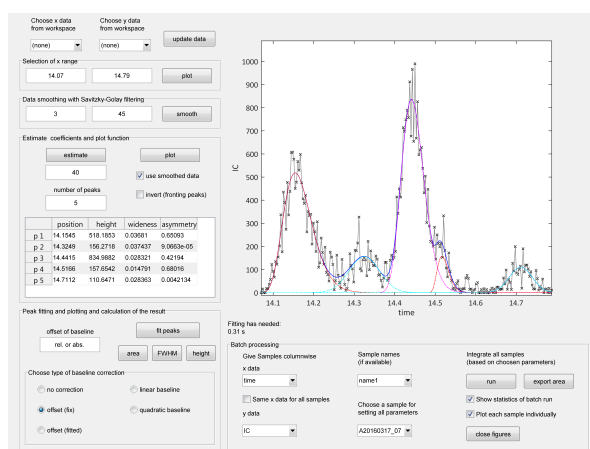 Choose x data
from workspace
Choose y data
from workspace
(none)
(none)
update data
Selection of x range
14.07
14.79
plot
Data smoothing with Savitzky-Golay filtering
3
45
smooth
Estimate coefficients and plot function
estimate
plot
40
use smoothed data
number of peaks
invert (fronting peaks)
5
position height wideness asymmetry
p 1 14.1545 518.1853 0.03681 0.65093
p 2 14.3249 156.2718 0.037437 9.0663e-05
p 3 14.4415 834.9882 0.028321 0.42194
p 4 14.5166 157.6542 0.014791 0.68016
p 5 14.7112 110.6471 0.028363 0.0042134
Peak fitting and plotting and calculation of the result
offset of baseline
fit peaks
rel. or abs.
area
FWHM
height
Choose type of baseline correction
no correction
linear baseline
offset (fix)
quadratic baseline
offset (fitted)
1000
900
800
700
600
500
400
300
200
100
0
IC
14.1 14.2 14.3 14.4 14.5 14.6 14.7
time
Fitting has needed:
0.31 s
Batch processing
Give Samples columnwise
x data
time
Same x data for all samples
y data
IC
Sample names
(if available)
name1
Choose a sample for
setting all parameters
A20160317_07
Integrate all samples
(based on choosen parameters)
run
export area
Show statistics of batch run
Plot each sample individually
close figures